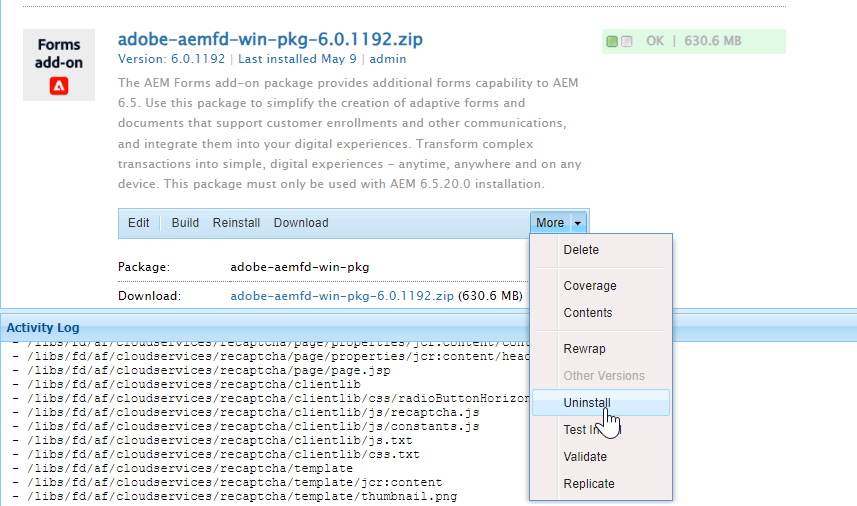 Forms
add-on
adobe-aemfd-win-pkg-6.0.1192.zip
Version: 6.0.1192 | Last installed May 9 | admin
OK | 630.6 MB
The AEM Forms add-on package provides additional forms capability to AEM
6.5. Use this package to simplify the creation of adaptive forms and
documents that support customer enrollments and other communications,
and integrate them into your digital experiences. Transform complex
transactions into simple, digital experiences - anytime, anywhere and on any
device. This package must only be used with AEM 6.5.20.0 installation.
Edit Build Reinstall Download More
Package: adobe-aemfd-win-pkg
Download: adobe-aemfd-win-pkg-6.0.1192.zip (630.6 MB)
Delete
Coverage
Contents
Rewrap
Other Versions
Uninstall
Test In
Validate
Replicate
Activity Log
- /libs/fd/af/cloudservices/recaptcha/page/properties/jcr:content/cont
- /libs/fd/af/cloudservices/recaptcha/page/properties/jcr:content/head
- /libs/fd/af/cloudservices/recaptcha/page/page.jsp
- /libs/fd/af/cloudservices/recaptcha/clientlib
- /libs/fd/af/cloudservices/recaptcha/clientlib/css/radioButtonHorizon
- /libs/fd/af/cloudservices/recaptcha/clientlib/js/recaptcha.js
- /libs/fd/af/cloudservices/recaptcha/clientlib/js/constants.js
- /libs/fd/af/cloudservices/recaptcha/clientlib/js.txt
- /libs/fd/af/cloudservices/recaptcha/clientlib/css.txt
- /libs/fd/af/cloudservices/recaptcha/template
- /libs/fd/af/cloudservices/recaptcha/template/jcr:content
- /libs/fd/af/cloudservices/recaptcha/template/thumbnail.png